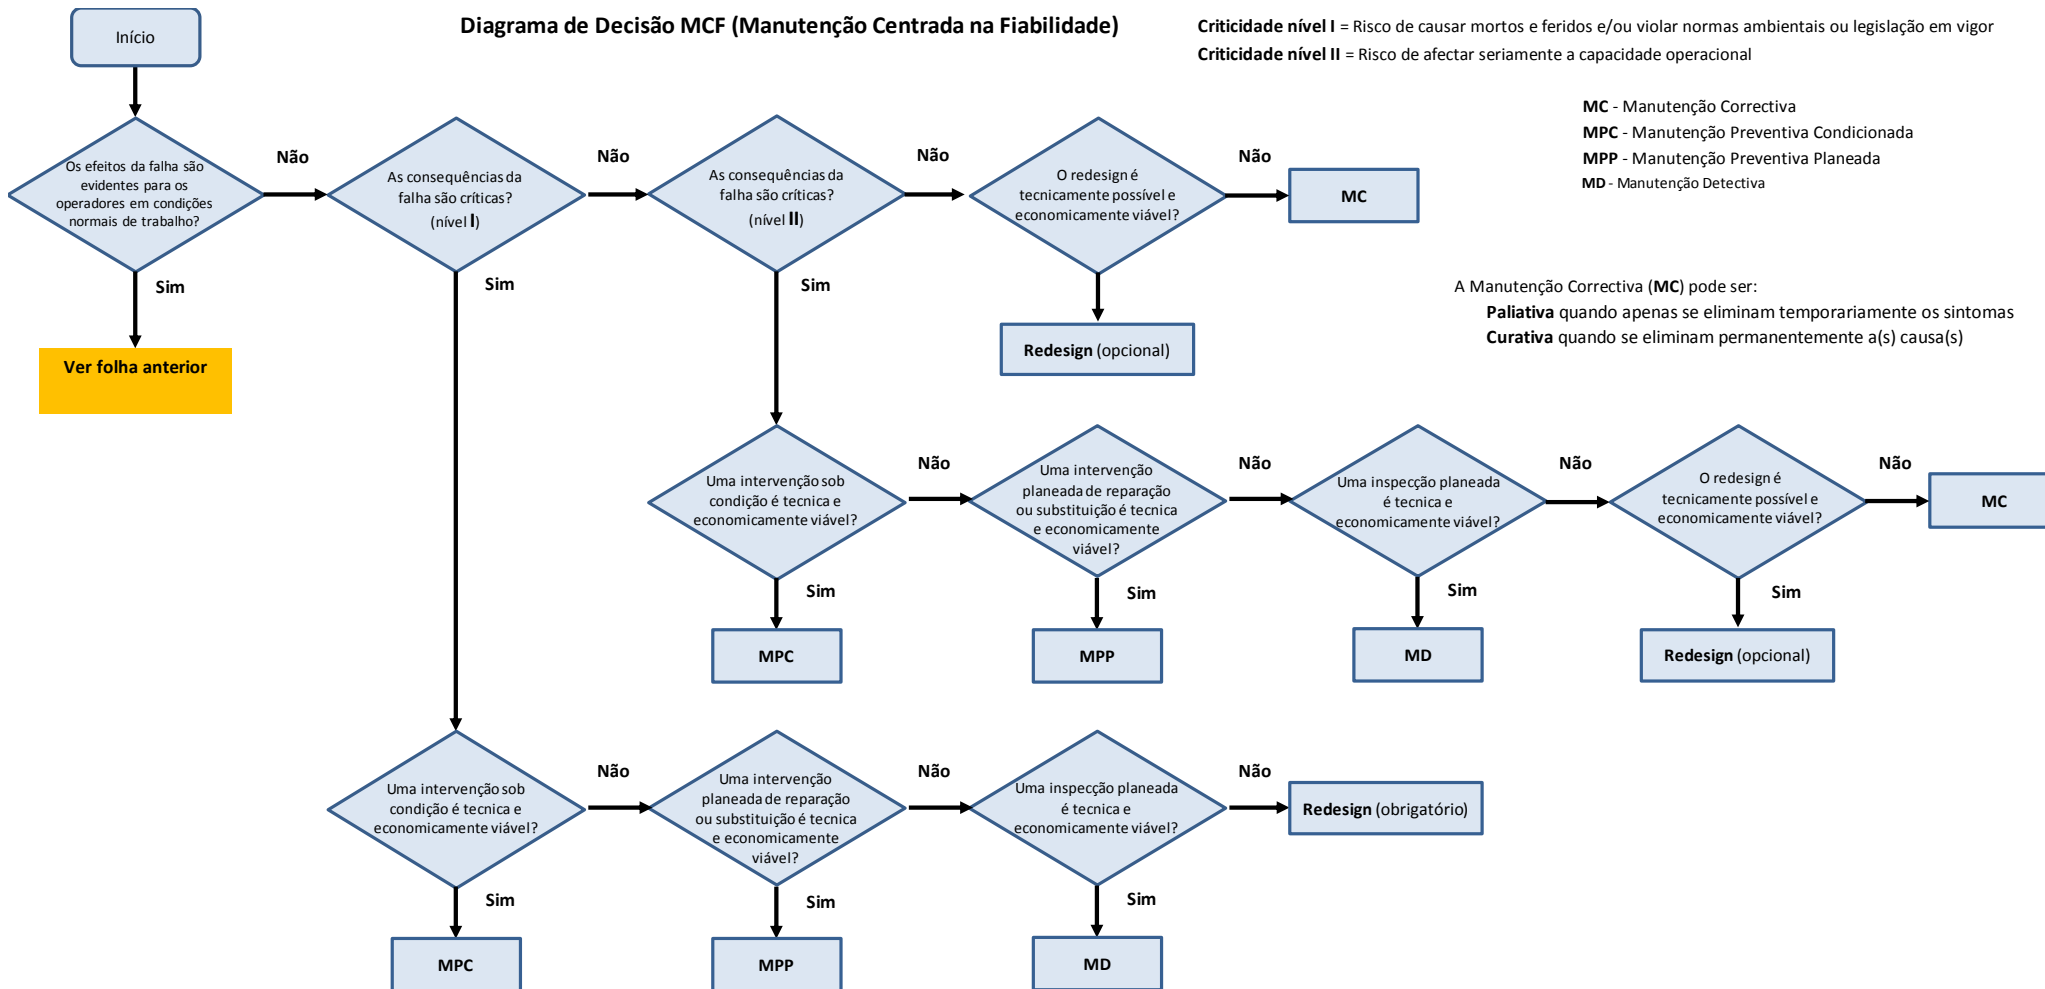 Diagrama de Decisão MCF (Manutenção Centrada na Fiabilidade)
Criticidade nível I = Risco de causar mortos e feridos e/ou violar normas ambientais ou legislação em vigor
Criticidade nível II = Risco de afectar seriamente a capacidade operacional
MC - Manutenção Correctiva
MPC - Manutenção Preventiva Condicionada
MPP - Manutenção Preventiva Planeada
MD - Manutenção Detectiva
A Manutenção Correctiva (MC) pode ser:
Paliativa quando apenas se eliminam temporariamente os sintomas
Curativa quando se eliminam permanentemente a(s) causa(s)
Início
Os efeitos da falha são
evidentes para os
operadores em condições
normais de trabalho?
Não
Sim
Ver folha anterior
As consequências da
falha são críticas?
(nível I)
Não
Sim
As consequências da
falha são críticas?
(nível II)
Não
Sim
O redesign é
tecnicamente possível e
economicamente viável?
Não
MC
Redesign (opcional)
Uma intervenção sob
condição é tecnica e
economicamente viável?
Não
Sim
MPC
Uma intervenção
planeada de reparação
ou substituição é tecnica
e economicamente
viável?
Não
Sim
MPP
Uma inspecção planeada
é tecnica e
economicamente viável?
Não
Sim
MD
O redesign é
tecnicamente possível e
economicamente viável?
Não
MC
Sim
Redesign (opcional)
Uma intervenção sob
condição é tecnica e
economicamente viável?
Não
Sim
MPC
Uma intervenção
planeada de reparação
ou substituição é tecnica
e economicamente
viável?
Não
Sim
MPP
Uma inspecção planeada
é tecnica e
economicamente viável?
Não
Redesign (obrigatório)
Sim
MD